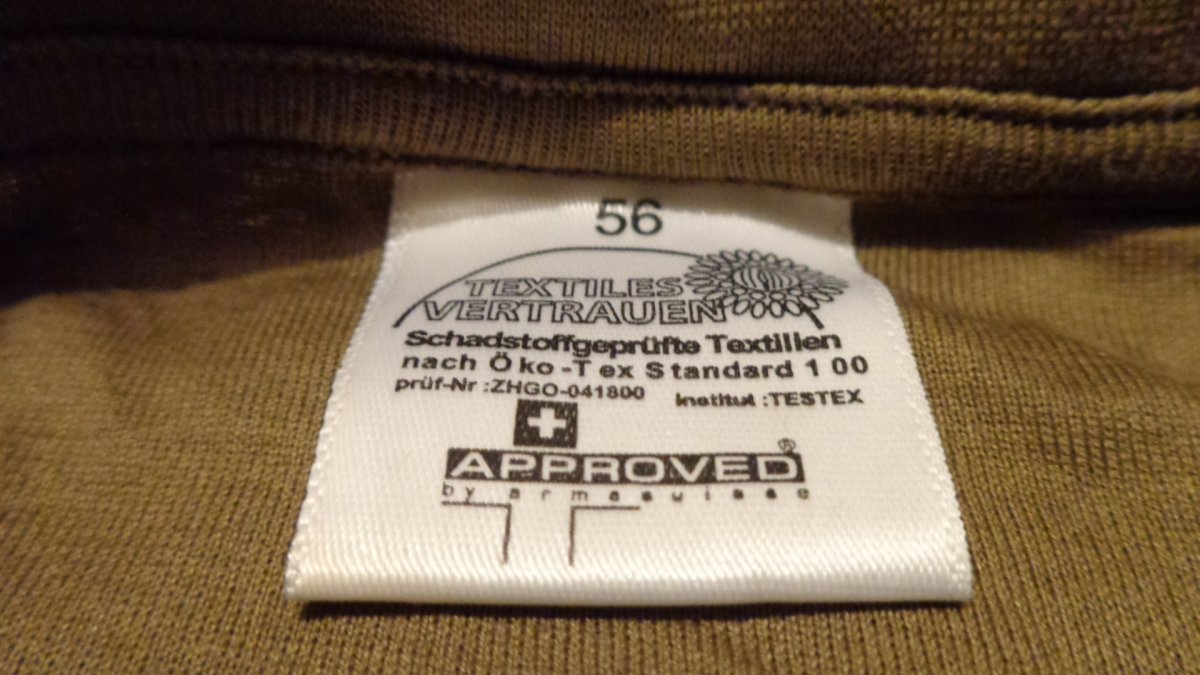 56
TEXTILES
VERTRAUEN
Schadstoffgeprüfte Textilien
nach Öko-Tex Standard 100
prüf-Nr :ZHGO-041800 Institut :TESTEX
APPROVED®
by armasuisse